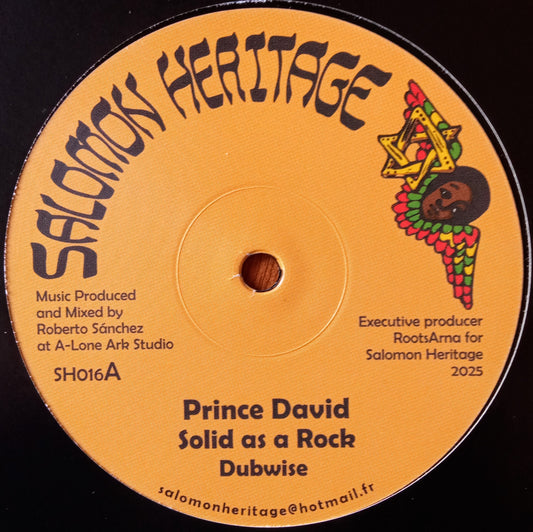 SALOMON HERITAGE
Music Produced
and Mixed by
Roberto Sánchez
at A-Lone Ark Studio
SH016A
Executive producer
RootsArna for
Salomon Heritage
2025
Prince David
Solid as a Rock
Dubwise
salomonheritage@hotmail.fr